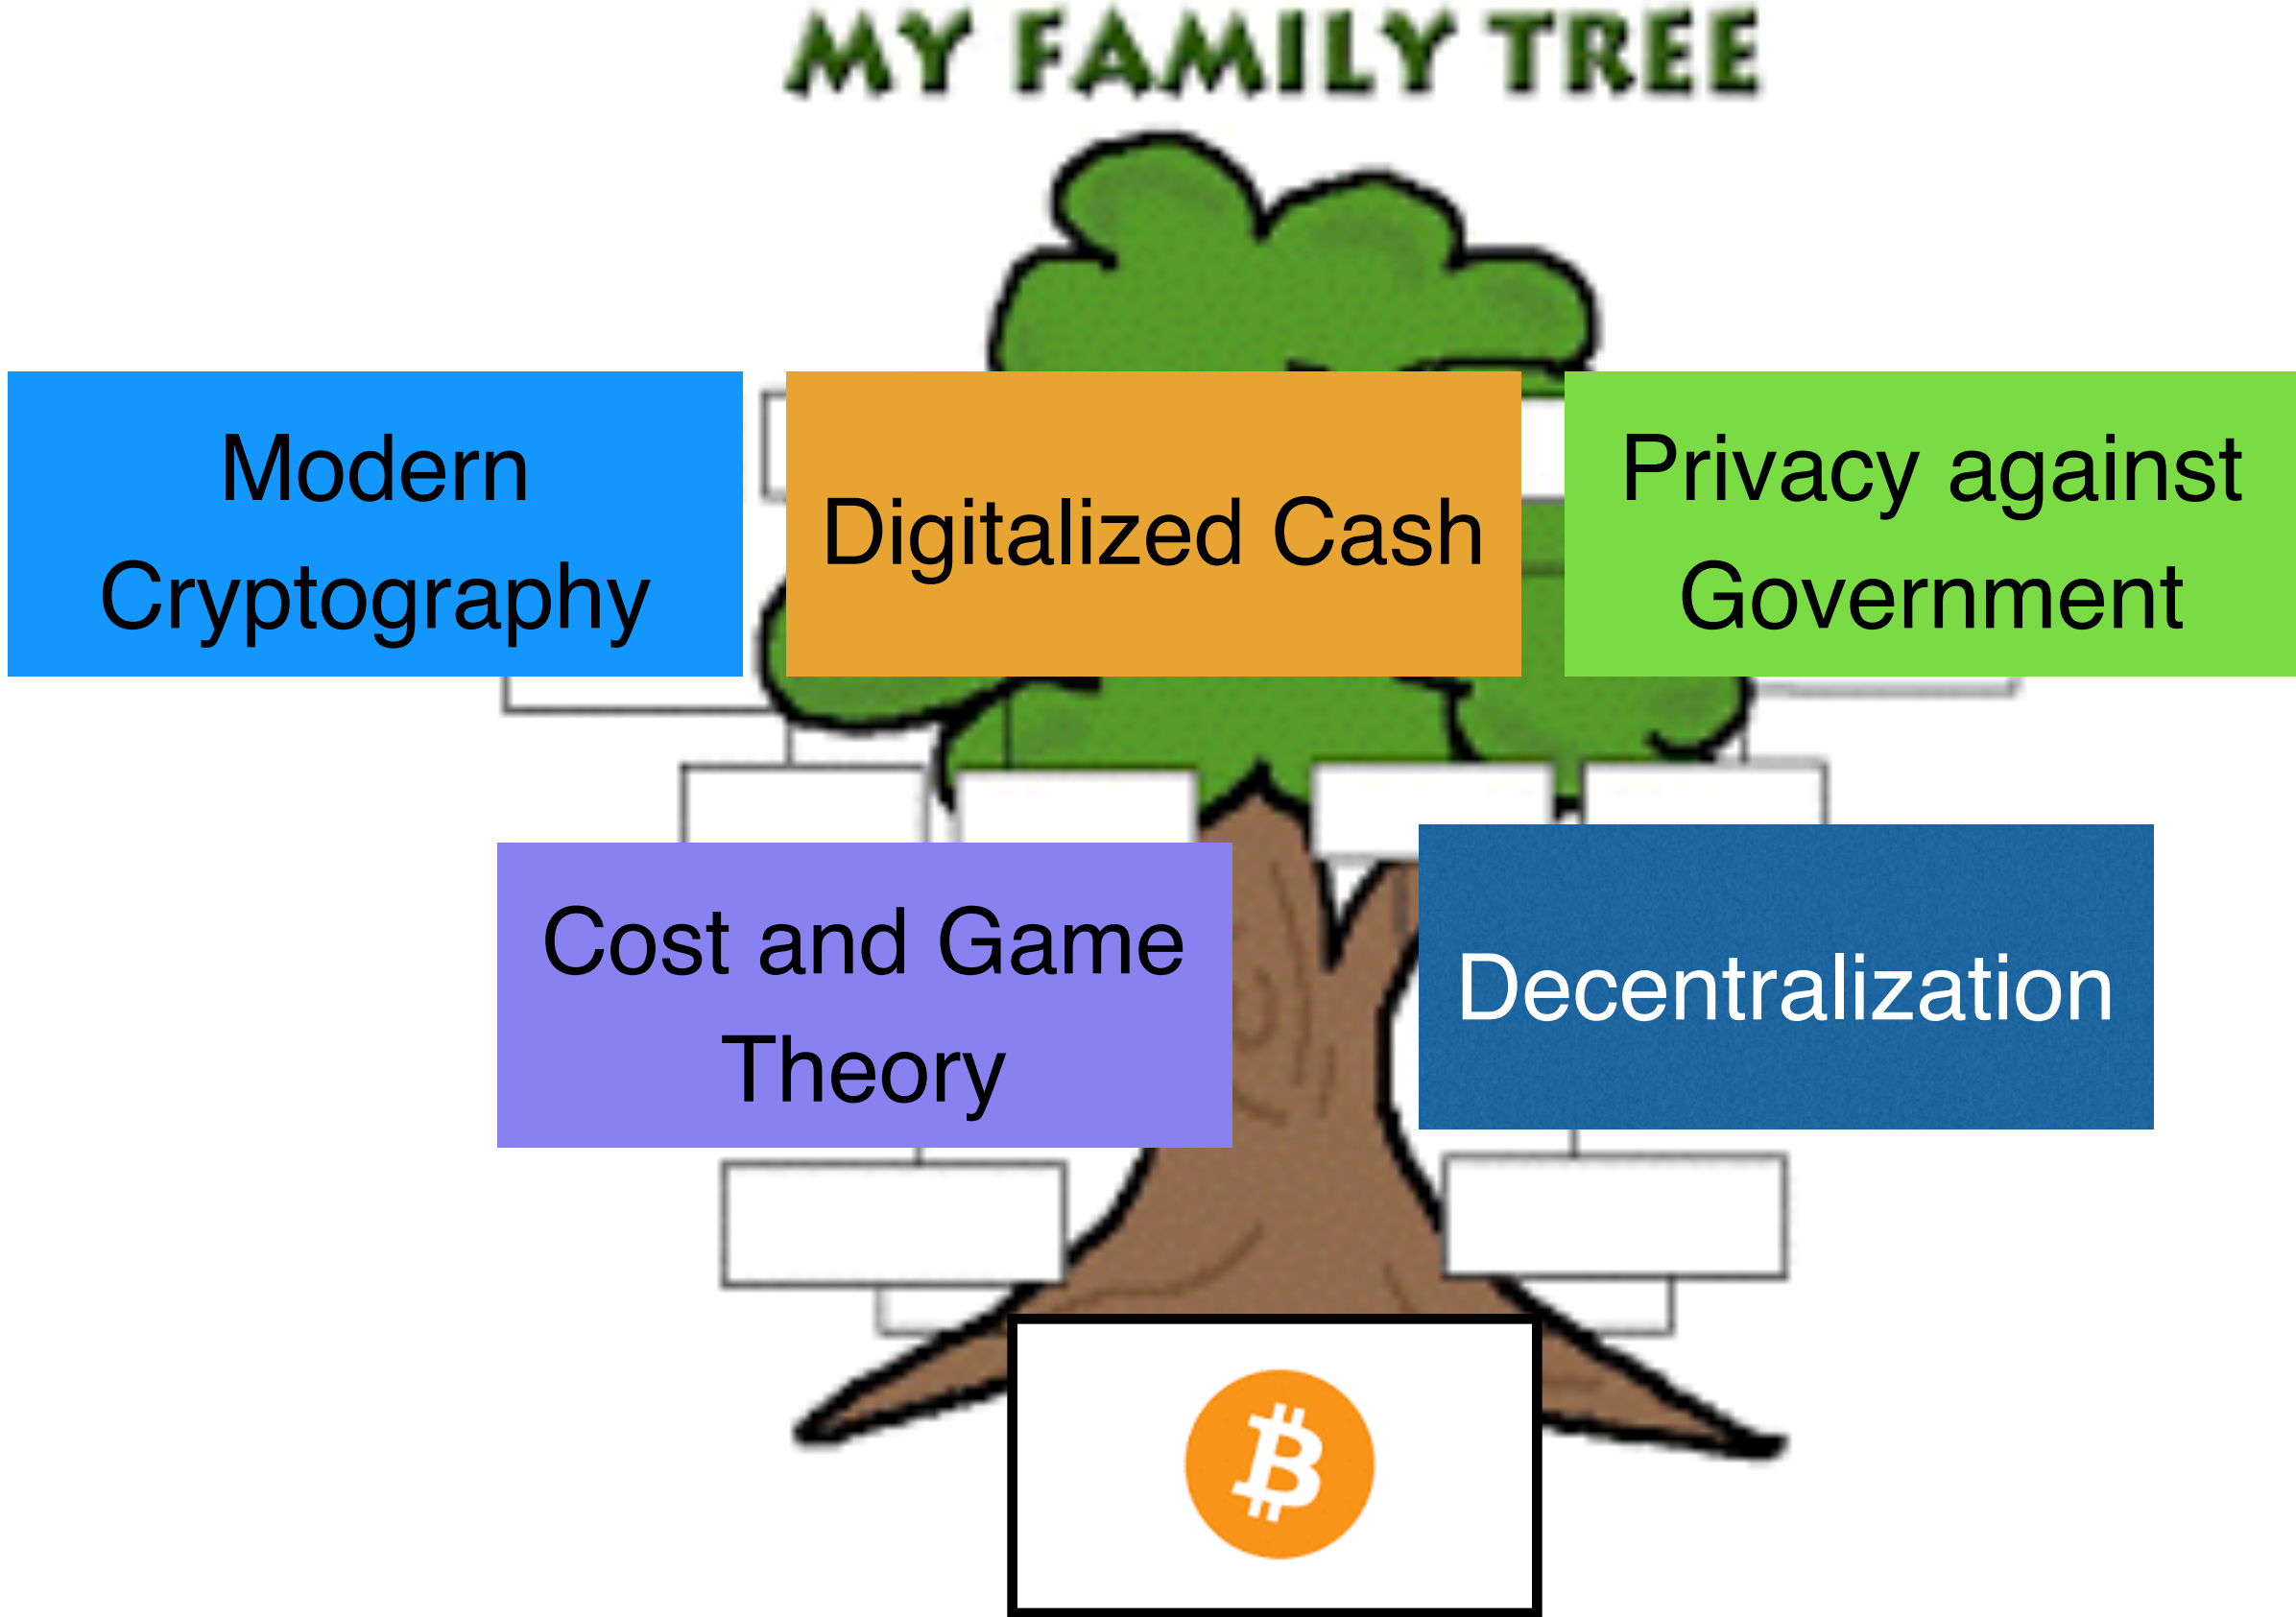 MY FAMILY TREE
Modern
Cryptography
Digitalized Cash
Privacy against
Government
Cost and Game
Theory
Decentralization